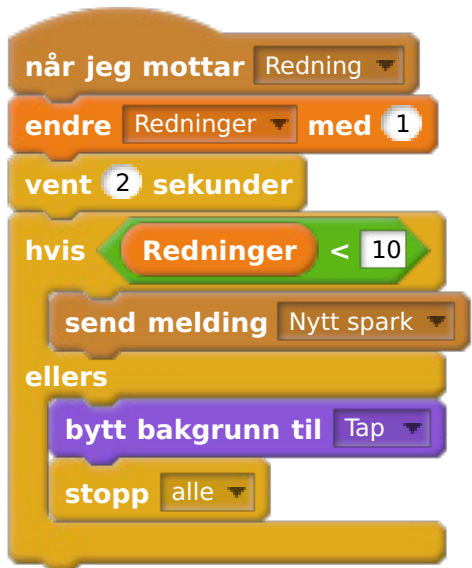 når jeg mottar Redning
endre Redninger med 1
vent 2 sekunder
hvis Redninger < 10
send melding Nytt spark
ellers
bytt bakgrunn til Tap
stopp alle